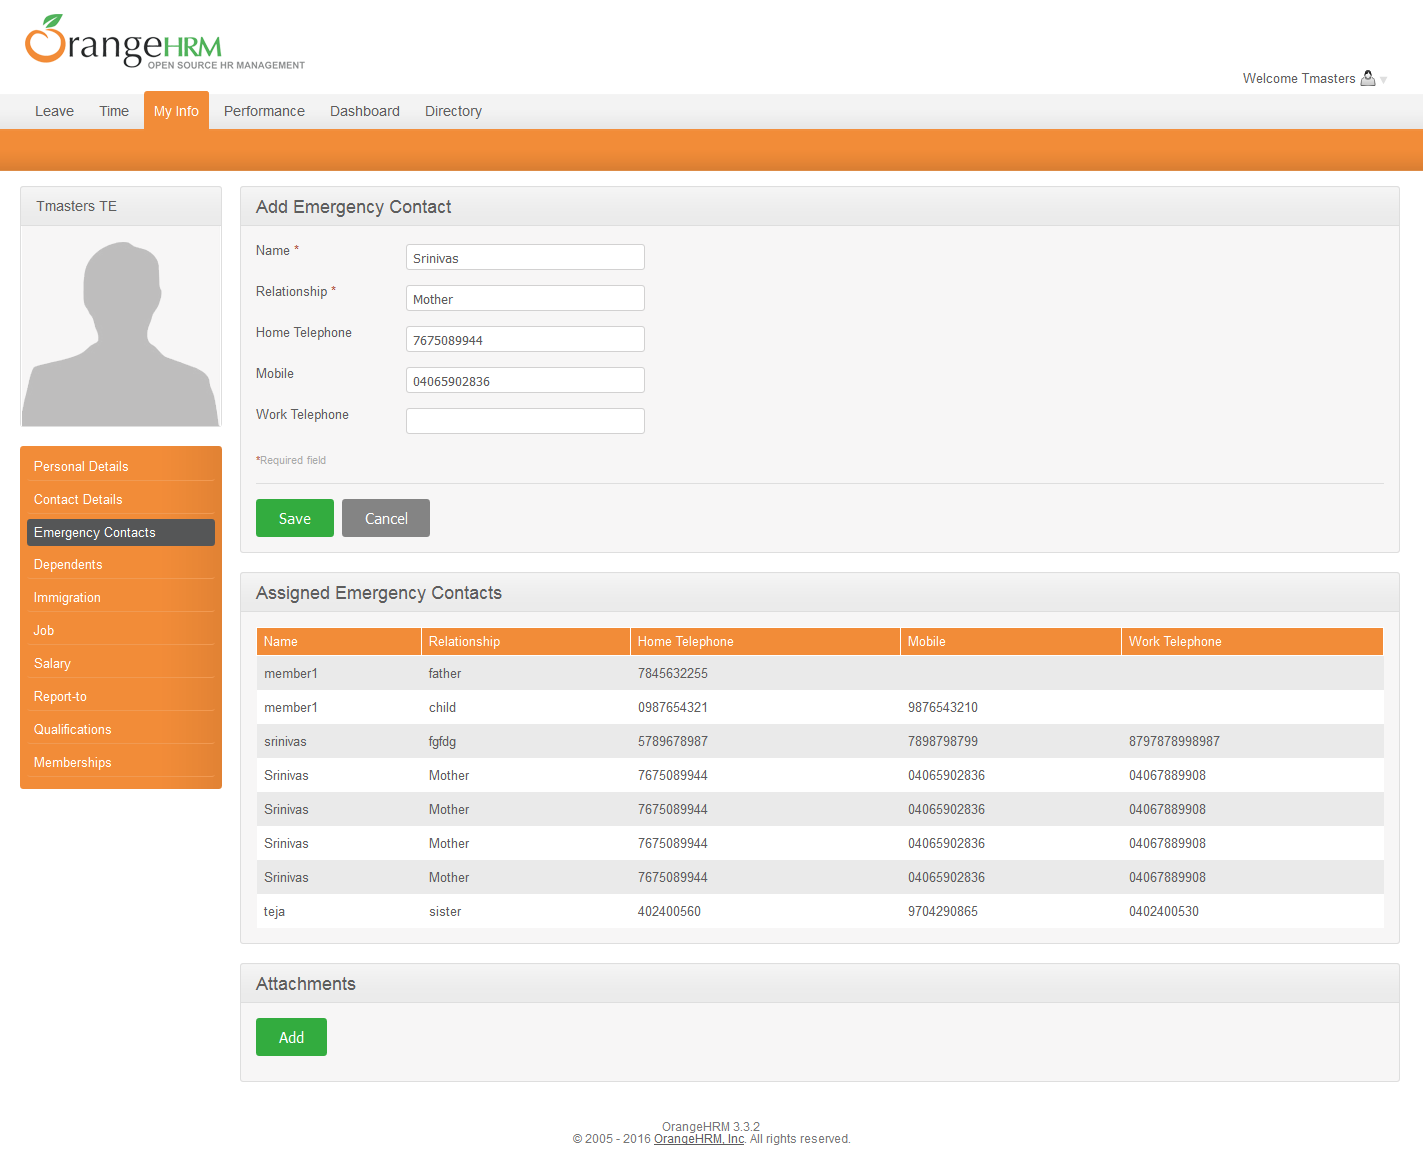 OrangeHRM
OPEN SOURCE HR MANAGEMENT
Welcome Tmasters
Leave Time My Info Performance Dashboard Directory
Tmasters TE
Personal Details
Contact Details
Emergency Contacts
Dependents
Immigration
Job
Salary
Report-to
Qualifications
Memberships
Add Emergency Contact
Name * Srinivas
Relationship * Mother
Home Telephone 7675089944
Mobile 04065902836
Work Telephone
*Required field
Save Cancel
Assigned Emergency Contacts
Name Relationship Home Telephone Mobile Work Telephone
member1 father 7845632255
member1 child 0987654321 9876543210
srinivas fgfdg 5789678987 7898798799 8797878998987
Srinivas Mother 7675089944 04065902836 04067889908
Srinivas Mother 7675089944 04065902836 04067889908
Srinivas Mother 7675089944 04065902836 04067889908
Srinivas Mother 7675089944 04065902836 04067889908
teja sister 402400560 9704290865 0402400530
Attachments
Add
OrangeHRM 3.3.2
© 2005 - 2016 OrangeHRM, Inc. All rights reserved.